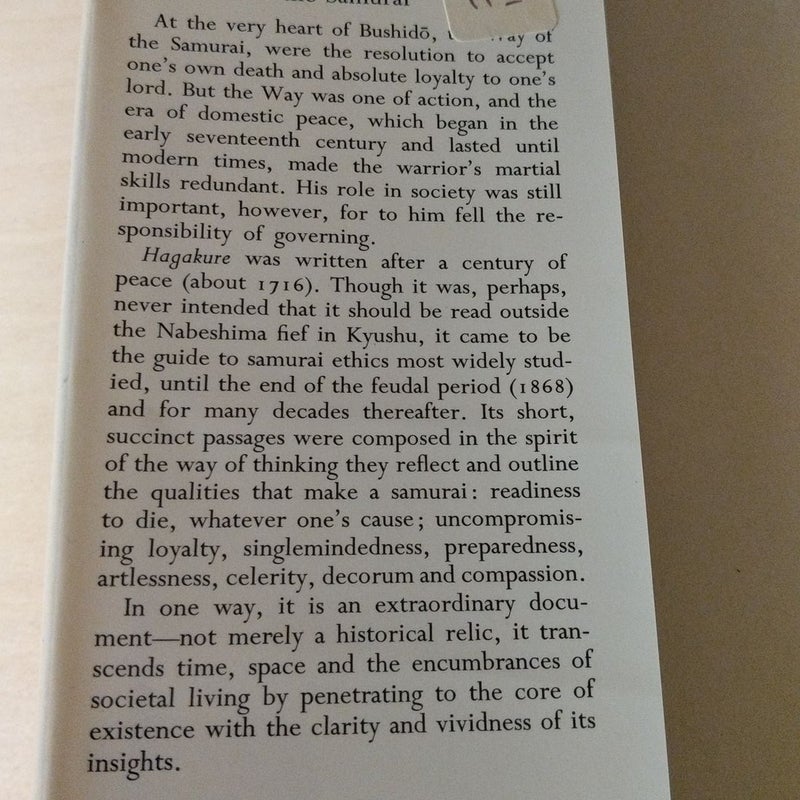 Samurai
At the very heart of Bushidō, ay of
the Samurai, were the resolution to accept
one's own death and absolute loyalty to one's
lord. But the Way was one of action, and the
era of domestic peace, which began in the
early seventeenth century and lasted until
modern times, made the warrior's martial
skills redundant. His role in society was still
important, however, for to him fell the re-
sponsibility of governing.
Hagakure was written after a century of
peace (about 1716). Though it was, perhaps,
never intended that it should be read outside
the Nabeshima fief in Kyushu, it came to be
the guide to samurai ethics most widely stud-
ied, until the end of the feudal period (1868)
and for many decades thereafter. Its short,
succinct passages were composed in the spirit
of the way of thinking they reflect and outline
the qualities that make a samurai: readiness
to die, whatever one's cause; uncompromis-
ing loyalty, singlemindedness, preparedness,
artlessness, celerity, decorum and compassion.
In one way, it is an extraordinary docu-
ment—not merely a historical relic, it tran-
scends time, space and the encumbrances of
societal living by penetrating to the core of
existence with the clarity and vividness of its
insights.